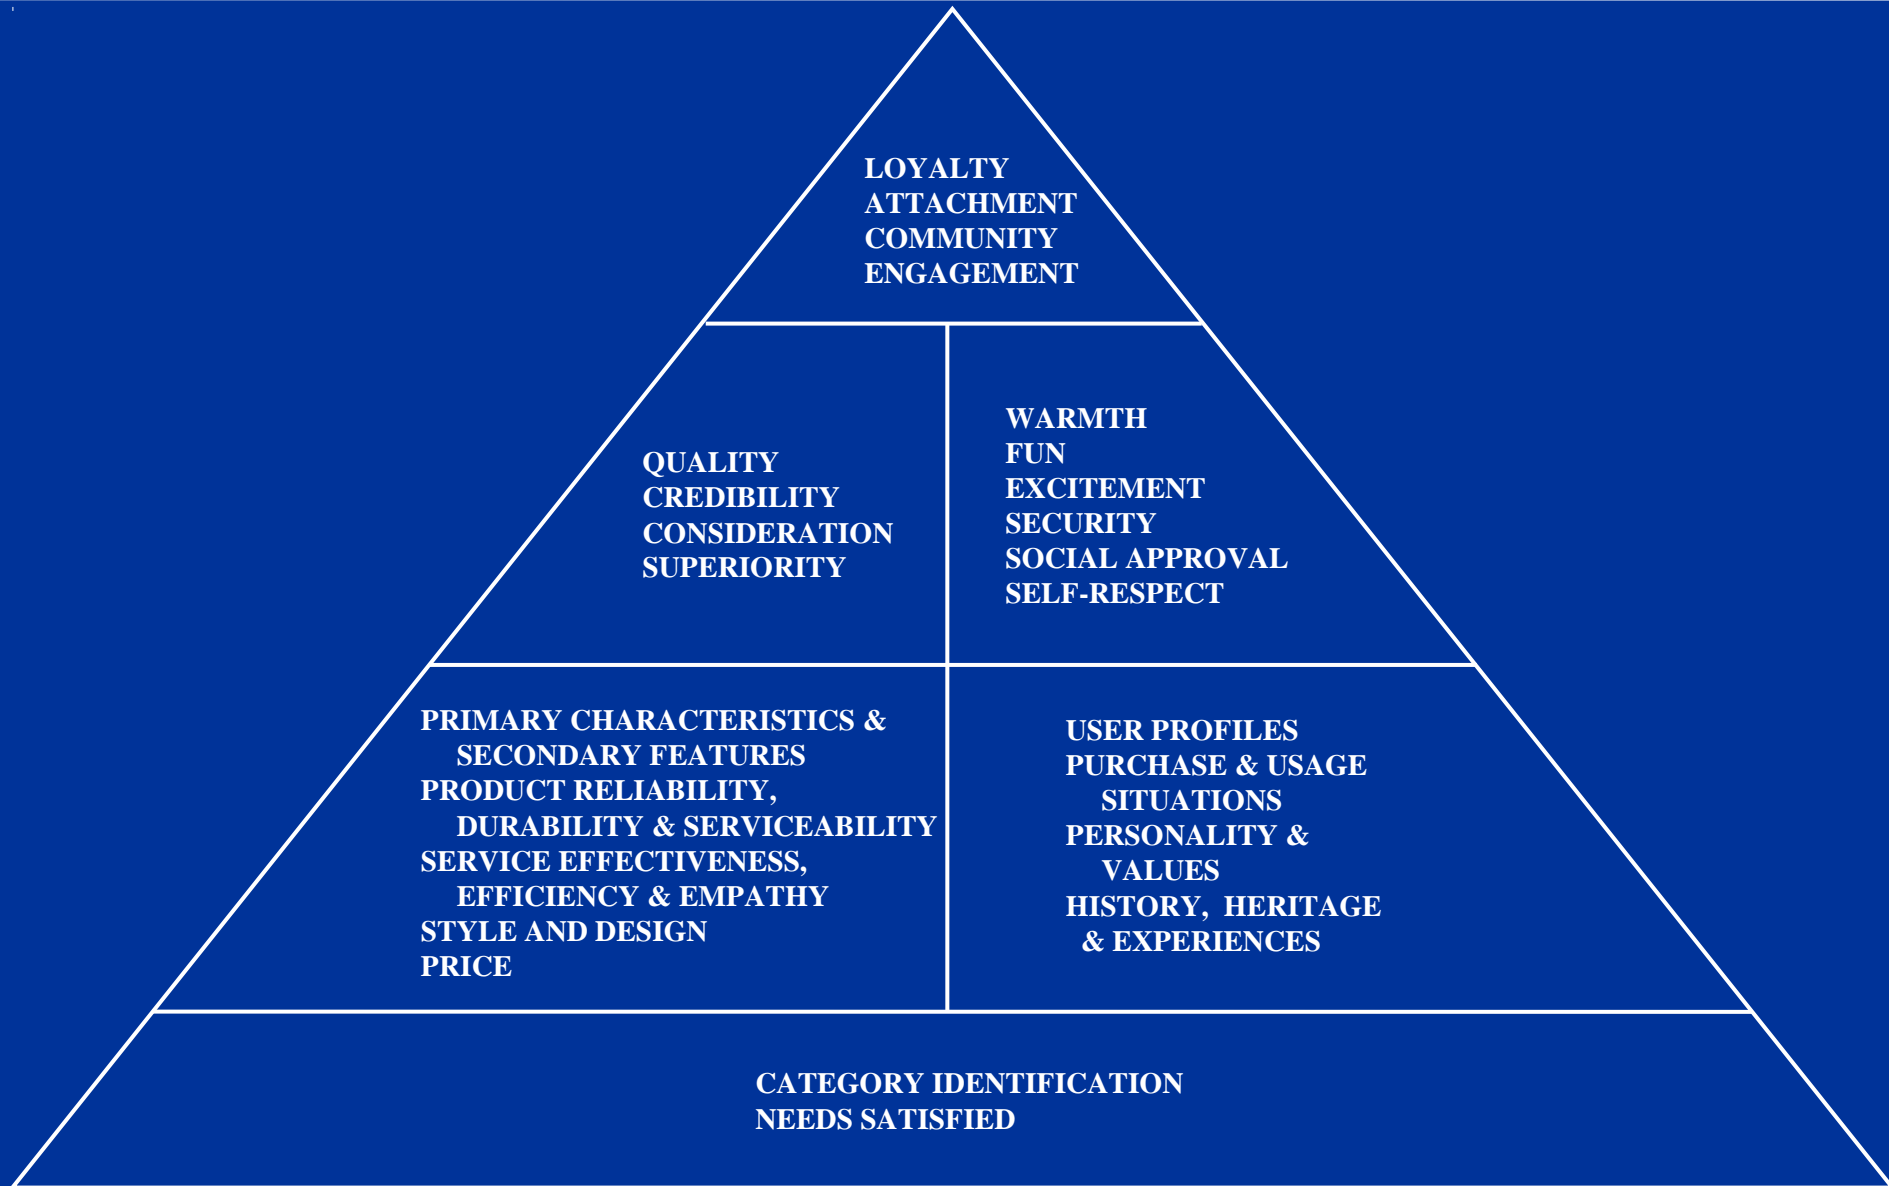 LOYALTY
ATTACHMENT
COMMUNITY
ENGAGEMENT
QUALITY
CREDIBILITY
CONSIDERATION
SUPERIORITY
WARMTH
FUN
EXCITEMENT
SECURITY
SOCIAL APPROVAL
SELF-RESPECT
PRIMARY CHARACTERISTICS &
SECONDARY FEATURES
PRODUCT RELIABILITY,
DURABILITY & SERVICEABILITY
SERVICE EFFECTIVENESS,
EFFICIENCY & EMPATHY
STYLE AND DESIGN
PRICE
USER PROFILES
PURCHASE & USAGE
SITUATIONS
PERSONALITY &
VALUES
HISTORY, HERITAGE
& EXPERIENCES
CATEGORY IDENTIFICATION
NEEDS SATISFIED